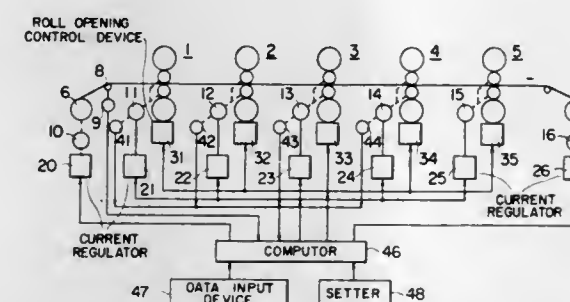 ROLL OPENING
CONTROL DEVICE
1 2 3 4 5
8
6 11 12 13 14 15
9
10 41 42 43 44 16
20 31 32 33 34 35
21 22 23 24 25 26
CURRENT
REGULATOR
CURRENT
REGULATOR
COMPUTOR 46
47 DATA INPUT
DEVICE
SETTER 48